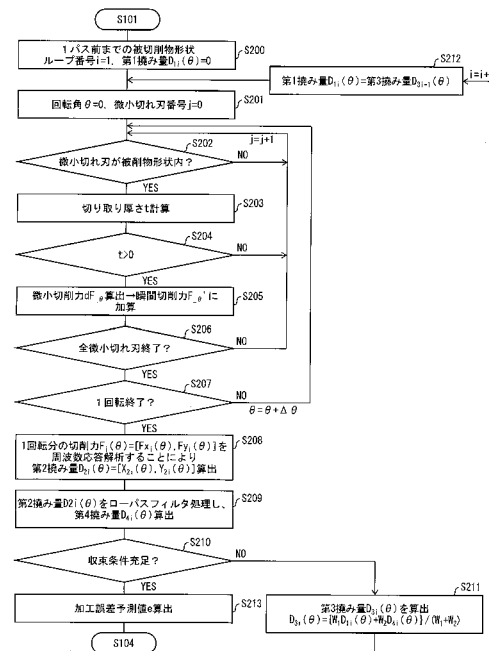 S101
1パス前までの被切削物形状
ループ番号i=1, 第1撓み量D1i(θ)=0
S200
S212
第1撓み量D1i(θ)=第3撓み量D3i-1(θ)
i=i+
回転角θ=0, 微小切れ刃番号j=0
S201
j=j+1
S202
微小切れ刃が被削物形状内?
NO
YES
切り取り厚さt計算
S203
S204
t>0
NO
YES
微小切削力dF_θ算出→瞬間切削力F_θ'に
加算
S205
S206
全微小切れ刃終了?
NO
YES
S207
1回転終了?
NO
θ=θ+Δθ
YES
S208
1回転分の切削力Fi(θ)=[Fxi(θ),Fyi(θ)]を
周波数応答解析することにより
第2撓み量D2i(θ)=[X2i(θ),Y2i(θ)]算出
S209
第2撓み量D2i(θ)をローパスフィルタ処理し、
第4撓み量D4i(θ)算出
S210
収束条件充足?
NO
YES
S211
加工誤差予測値e算出
S213
第3撓み量D3i(θ)を算出
D3i(θ)={W1D1i(θ)+W2D4i(θ)}/(W1+W2)
S104